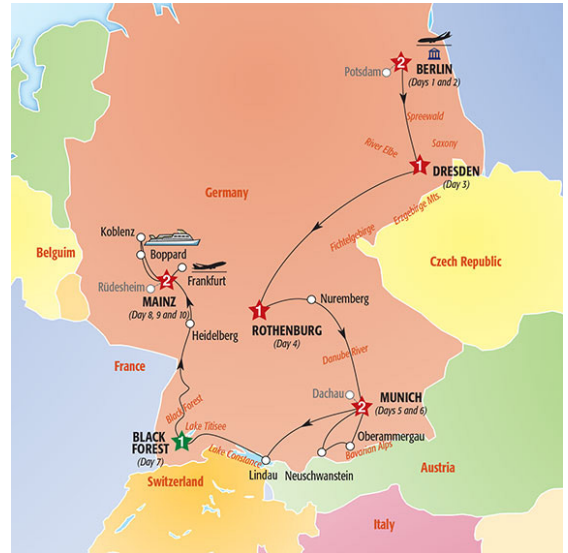 2
BERLIN
(Days 1 and 2)
Potsdam
Spreewald
River Elbe
Saxony
1
DRESDEN
(Day 3)
Erzgebirge Mts.
Fichtelgebirge
Germany
Czech Republic
Koblenz
Boppard
Belguim
2
Frankfurt
Rüdesheim
MAINZ
(Day 8, 9 and 10)
Heidelberg
1
Nuremberg
ROTHENBURG
(Day 4)
France
Danube River
Dachau
2
MUNICH
(Days 5 and 6)
Black Forest
Lake Titisee
BLACK
FOREST
1
(Day 7)
Lake Constance
Oberammergau
Bavarian Alps
Lindau
Neuschwanstein
Austria
Switzerland
Italy